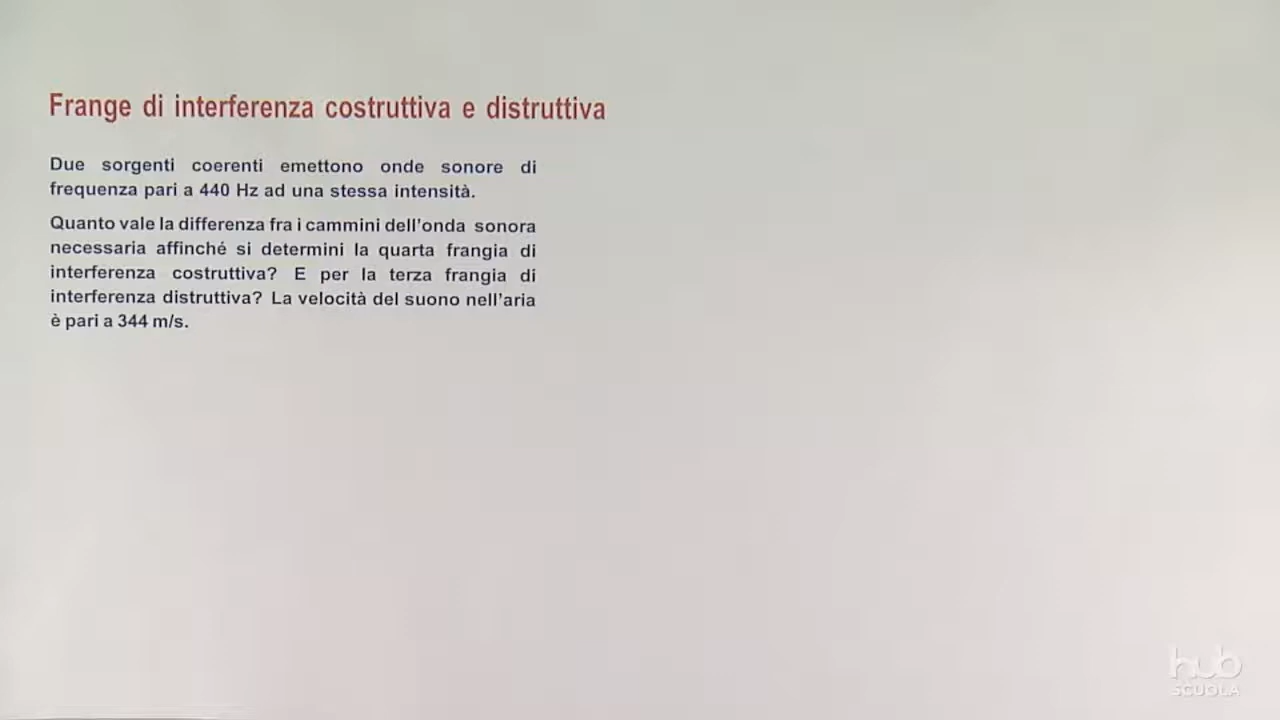 Frange di interferenza costruttiva e distruttiva
Due sorgenti coerenti emettono onde sonore di
frequenza pari a 440 Hz ad una stessa intensità.
Quanto vale la differenza fra i cammini dell'onda sonora
necessaria affinché si determini la quarta frangia di
interferenza costruttiva? E per la terza frangia di
interferenza distruttiva? La velocità del suono nell'aria
è pari a 344 m/s.
hub
SCUOLA